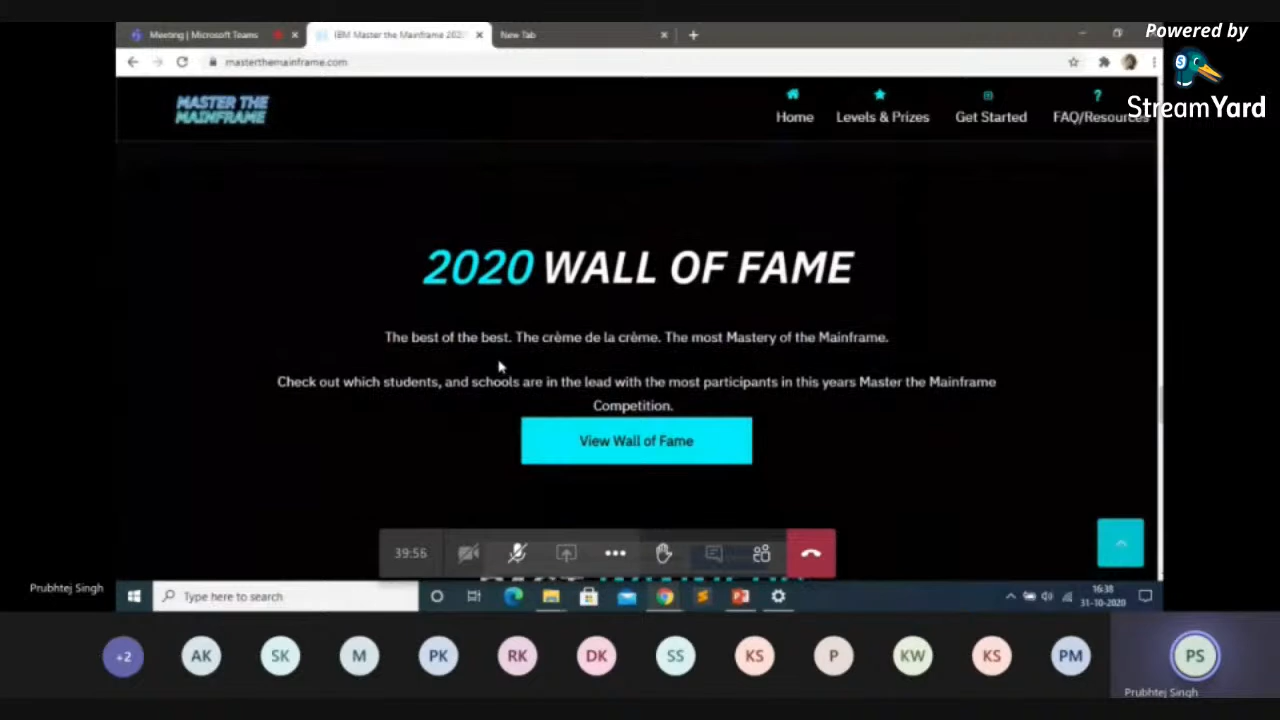 Powered by
StreamYard
Meeting | Microsoft Teams
IBM Master the Mainframe 2020
New Tab
masterthemainframe.com
MASTER THE
MAINFRAME
Home
Levels & Prizes
Get Started
FAQ/Resources
2020 WALL OF FAME
The best of the best. The crème de la crème. The most Mastery of the Mainframe.
Check out which students, and schools are in the lead with the most participants in this years Master the Mainframe
Competition.
View Wall of Fame
39:55
Prubhtej Singh
Type here to search
16:38
31-10-2020
+2
AK
SK
M
PK
RK
DK
SS
KS
P
KW
KS
PM
PS
Prubhtej Singh